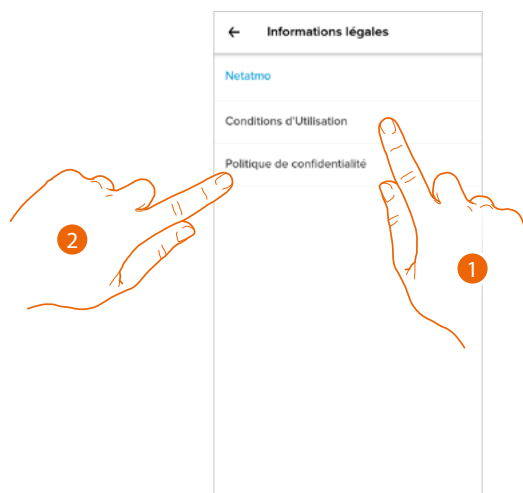 ← Informations légales
Netatmo
Conditions d'Utilisation
Politique de confidentialité
2
1